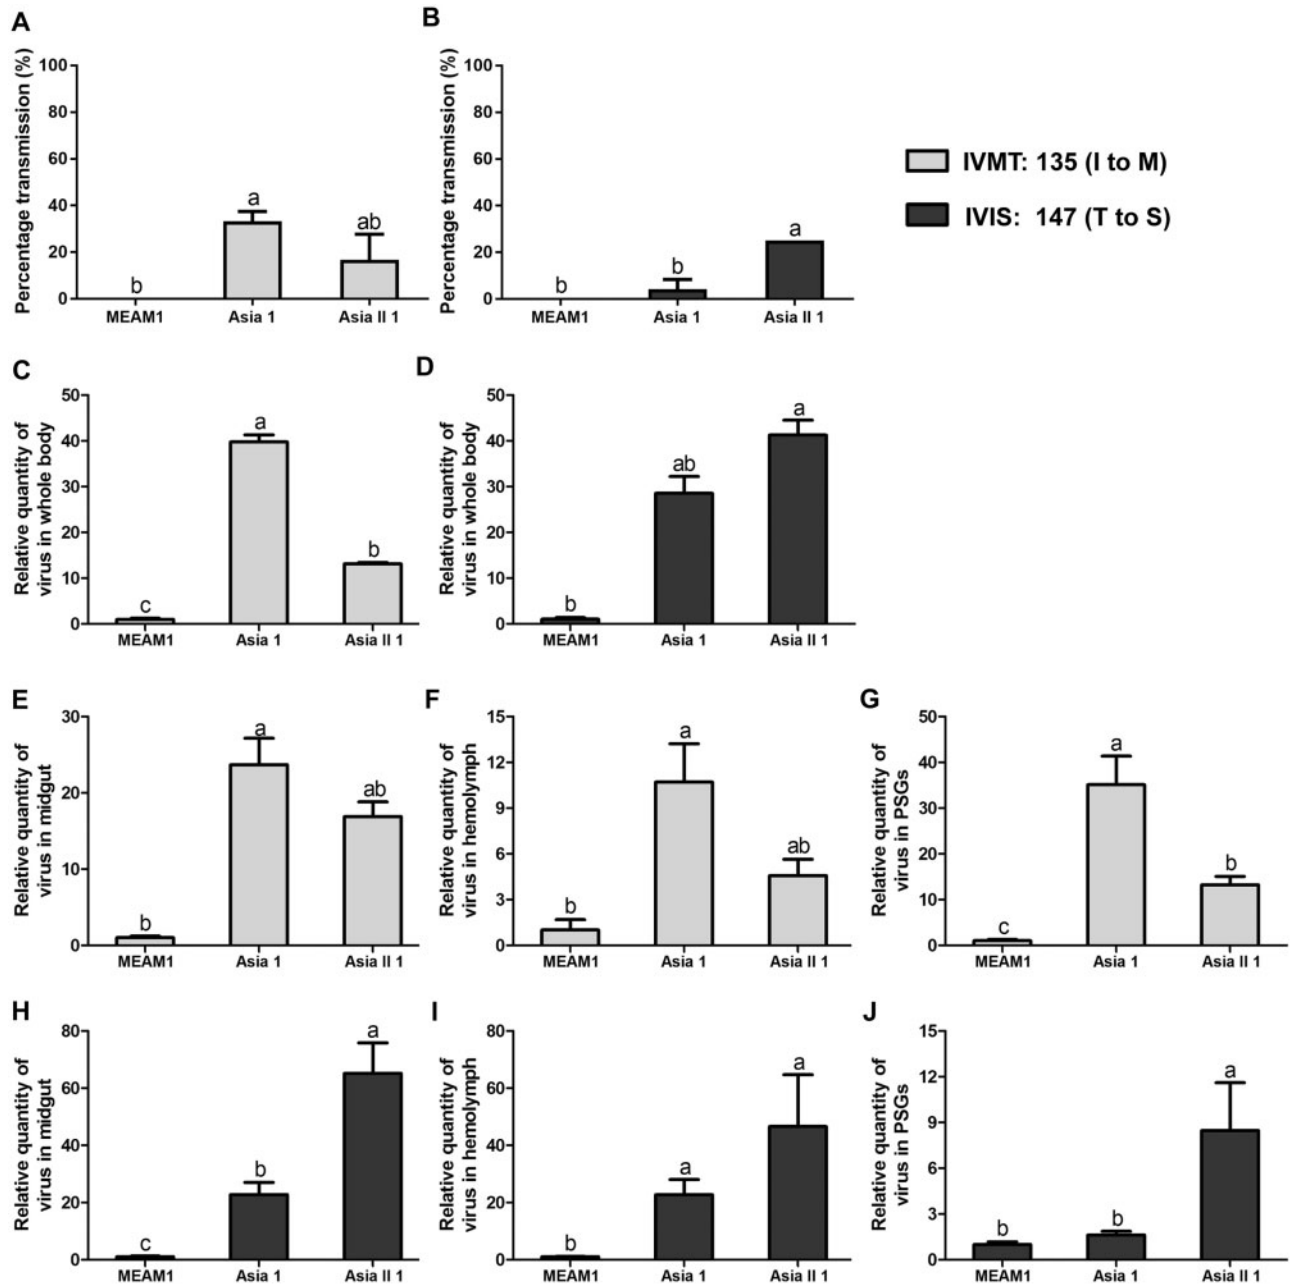 A
Percentage transmission (%)
100
80
60
40
20
0
b
a
ab
MEAM1 Asia 1 Asia II 1
B
Percentage transmission (%)
100
80
60
40
20
0
b
b
a
MEAM1 Asia 1 Asia II 1
IVMT: 135 (I to M)
IVIS: 147 (T to S)
C
Relative quantity of
virus in whole body
50
40
30
20
10
0
c
a
b
MEAM1 Asia 1 Asia II 1
D
Relative quantity of
virus in whole body
50
40
30
20
10
0
b
ab
a
MEAM1 Asia 1 Asia II 1
E
Relative quantity of
virus in midgut
30
20
10
0
b
a
ab
MEAM1 Asia 1 Asia II 1
F
Relative quantity of
virus in hemolymph
15
12
9
6
3
0
b
a
ab
MEAM1 Asia 1 Asia II 1
G
Relative quantity of
virus in PSGs
50
40
30
20
10
0
c
a
b
MEAM1 Asia 1 Asia II 1
H
Relative quantity of
virus in midgut
80
60
40
20
0
c
b
a
MEAM1 Asia 1 Asia II 1
I
Relative quantity of
virus in hemolymph
80
60
40
20
0
b
a
a
MEAM1 Asia 1 Asia II 1
J
Relative quantity of
virus in PSGs
15
12
9
6
3
0
b
b
a
MEAM1 Asia 1 Asia II 1